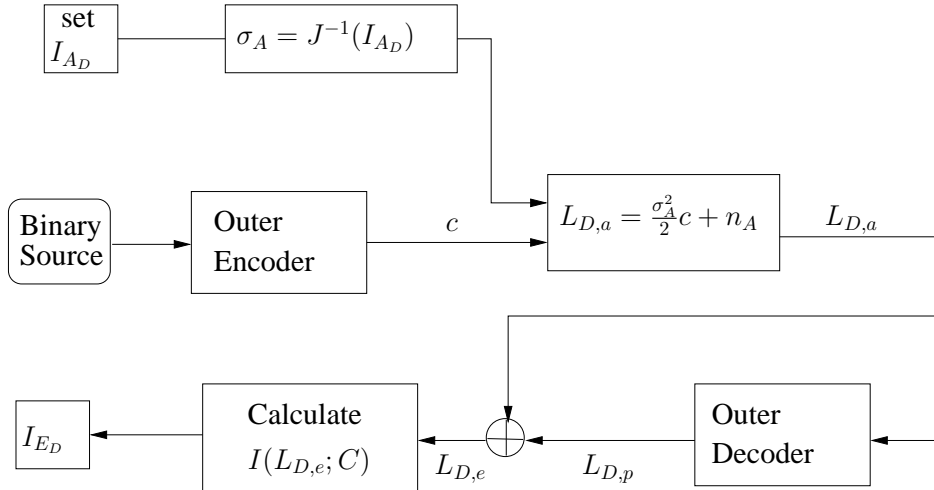 set
I_{A_D}
σ_A = J^{-1}(I_{A_D})
Binary
Source
Outer
Encoder
c
L_{D,a} = \frac{σ_A^2}{2}c + n_A
L_{D,a}
I_{E_D}
Calculate
I(L_{D,e}; C)
L_{D,e}
L_{D,p}
Outer
Decoder